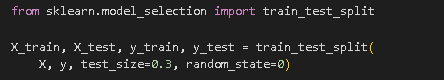 from sklearn.model_selection import train_test_split
X_train, X_test, y_train, y_test = train_test_split(
X, y, test_size=0.3, random_state=0)